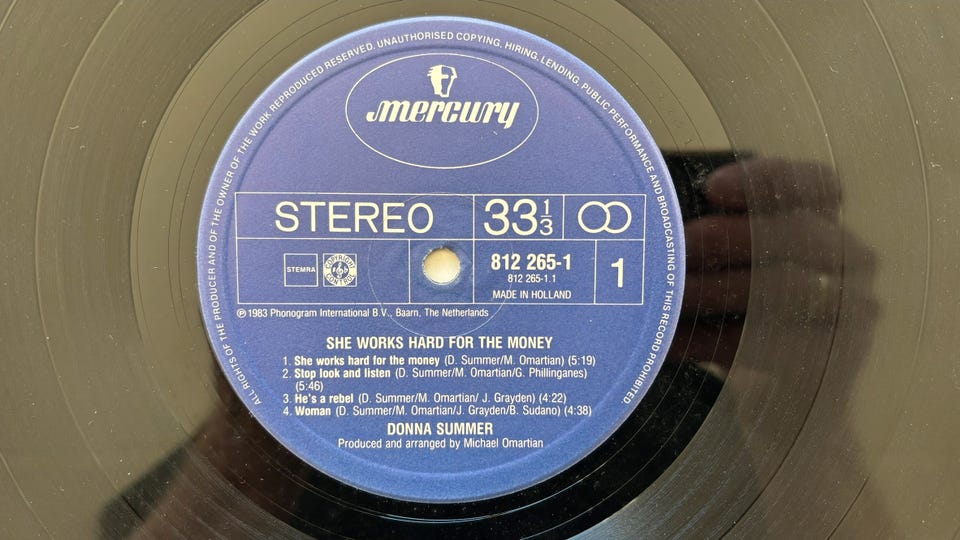 ALL RIGHTS OF THE PRODUCER AND OF THE OWNER OF THE WORK REPRODUCED RESERVED. UNAUTHORISED COPYING, HIRING, LENDING, PUBLIC PERFORMANCE AND BROADCASTING OF THIS RECORD PROHIBITED.
mercury
STEREO 33 1/3
STEMRA COPYRIGHT CONTROL 812 265-1 1
812 265-1.1
MADE IN HOLLAND
℗ 1983 Phonogram International B.V., Baarn, The Netherlands
SHE WORKS HARD FOR THE MONEY
1. She works hard for the money (D. Summer/M. Omartian) (5:19)
2. Stop look and listen (D. Summer/M. Omartian/G. Phillinganes)
(5:46)
3. He's a rebel (D. Summer/M. Omartian/ J. Grayden) (4:22)
4. Woman (D. Summer/M. Omartian/J. Grayden/B. Sudano) (4:38)
DONNA SUMMER
Produced and arranged by Michael Omartian